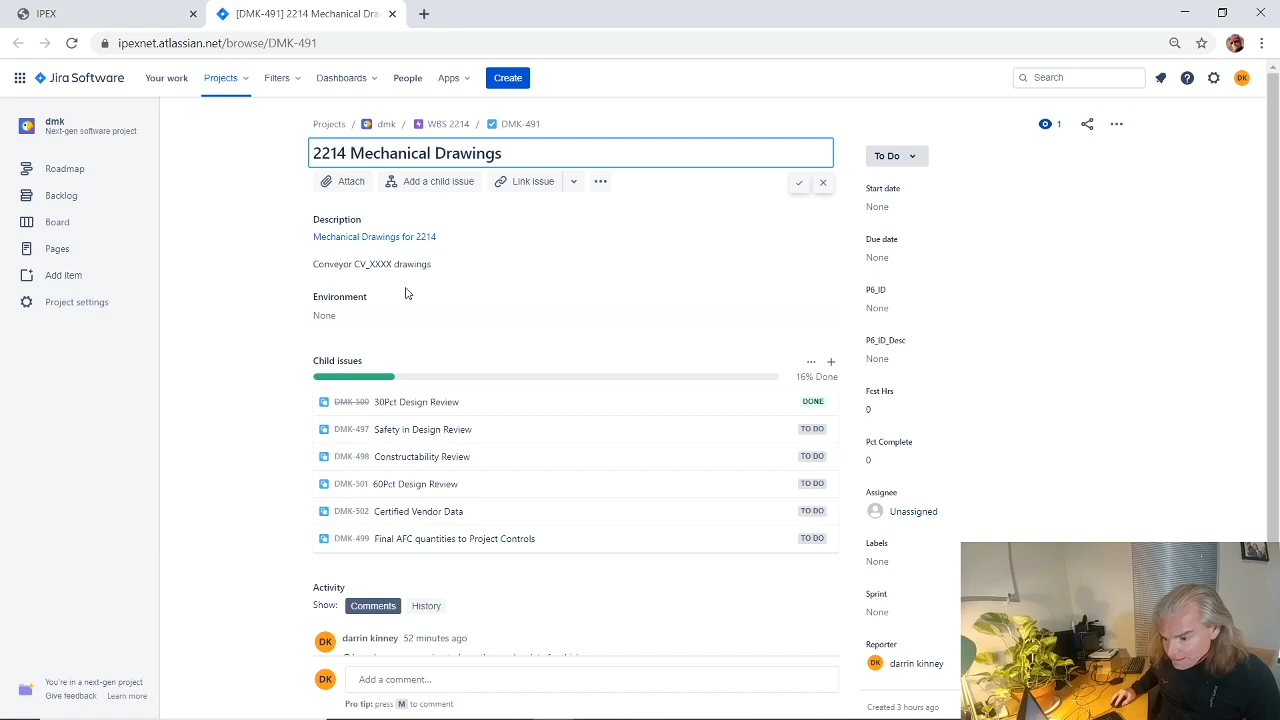 IPEX
[DMK-491] 2214 Mechanical Dra
ipexnet.atlassian.net/browse/DMK-491
Jira Software
Your work
Projects
Filters
Dashboards
People
Apps
Create
Search
DK
dmk
Next-gen software project
Roadmap
Backlog
Board
Pages
Add item
Project settings
You're in a next-gen project
Give feedback
Learn more
Projects / dmk / WBS 2214 / DMK-491
1
2214 Mechanical Drawings
Attach
Add a child issue
Link issue
Description
Mechanical Drawings for 2214
Conveyor CV_XXXX drawings
Environment
None
Child issues
16% Done
DMK-500 30Pct Design Review DONE
DMK-497 Safety in Design Review TO DO
DMK-498 Constructability Review TO DO
DMK-501 60Pct Design Review TO DO
DMK-502 Certified Vendor Data TO DO
DMK-499 Final AFC quantities to Project Controls TO DO
Activity
Show: Comments History
DK darrin kinney 52 minutes ago
DK Add a comment...
Pro tip: press M to comment
To Do
Start date
None
Due date
None
P6_ID
None
P6_ID_Desc
None
Fcst Hrs
0
Pct Complete
0
Assignee
Unassigned
Labels
None
Sprint
None
Reporter
DK darrin kinney
Created 3 hours ago